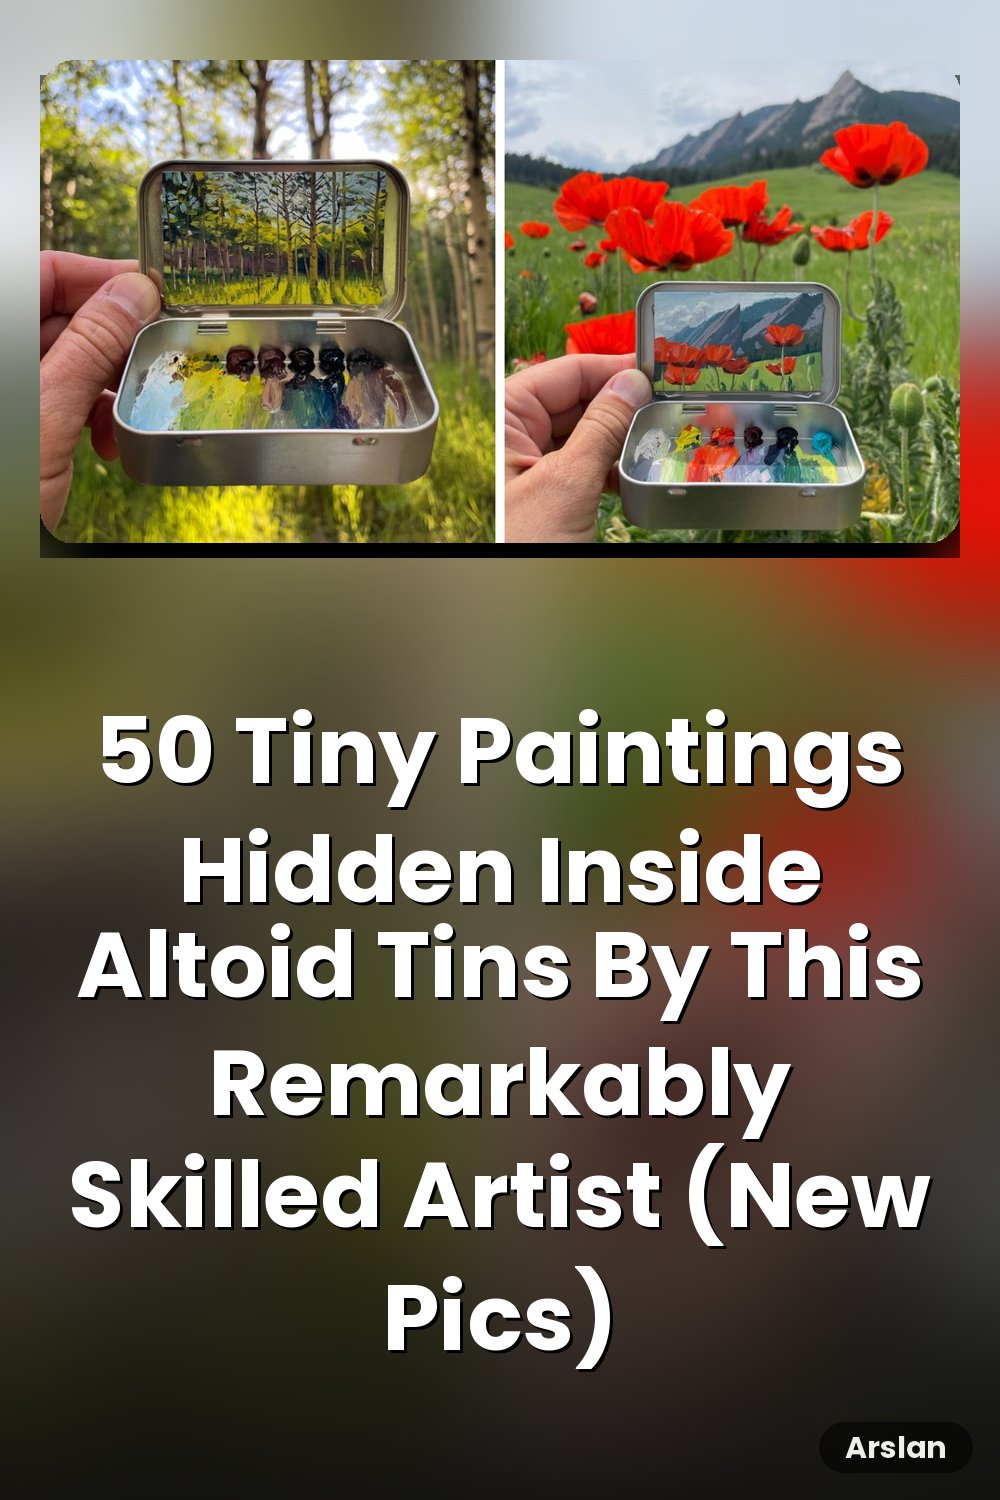 50 Tiny Paintings
Hidden Inside
Altoid Tins By This
Remarkably
Skilled Artist (New
Pics)
Arslan